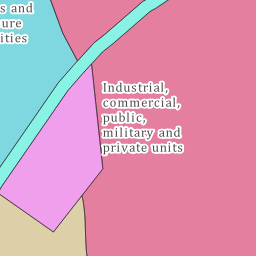 s and
ure
ities
Industrial,
commercial,
public,
military and
private units